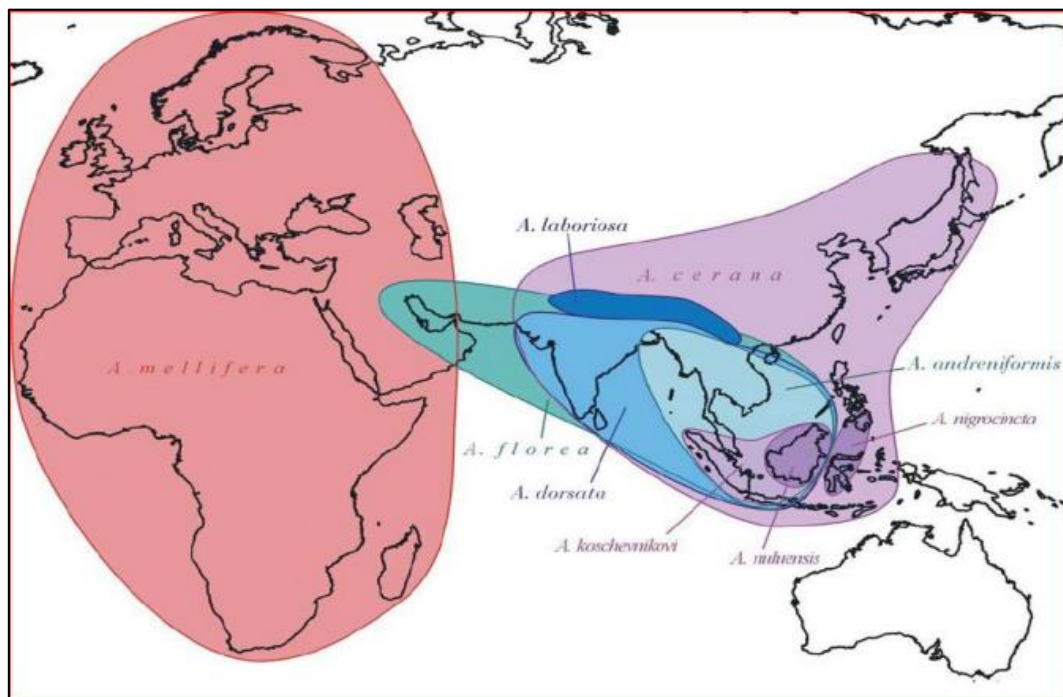 A. laboriosa
A. cerana
A. mellifera
A. andreniformis
A. nigrocincta
A. florea
A. dorsata
A. koschevnikovi
A. nuluensis